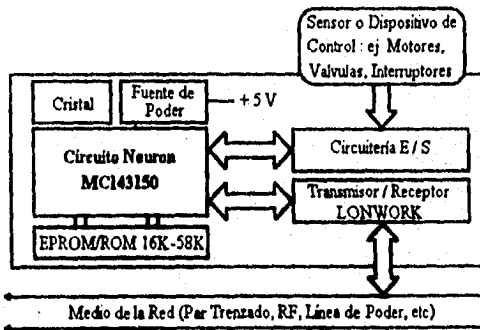 Sensor o Dispositivo de
Control : ej Motores,
Valvulas, Interruptores
Cristal
Fuente de
Poder
+ 5 V
Circuito Neuron
MC143150
Circuitería E / S
Transmisor / Receptor
LONWORK
EPROM/ROM 16K-58K
Medio de la Red (Par Trenzado, RF, Línea de Poder, etc)